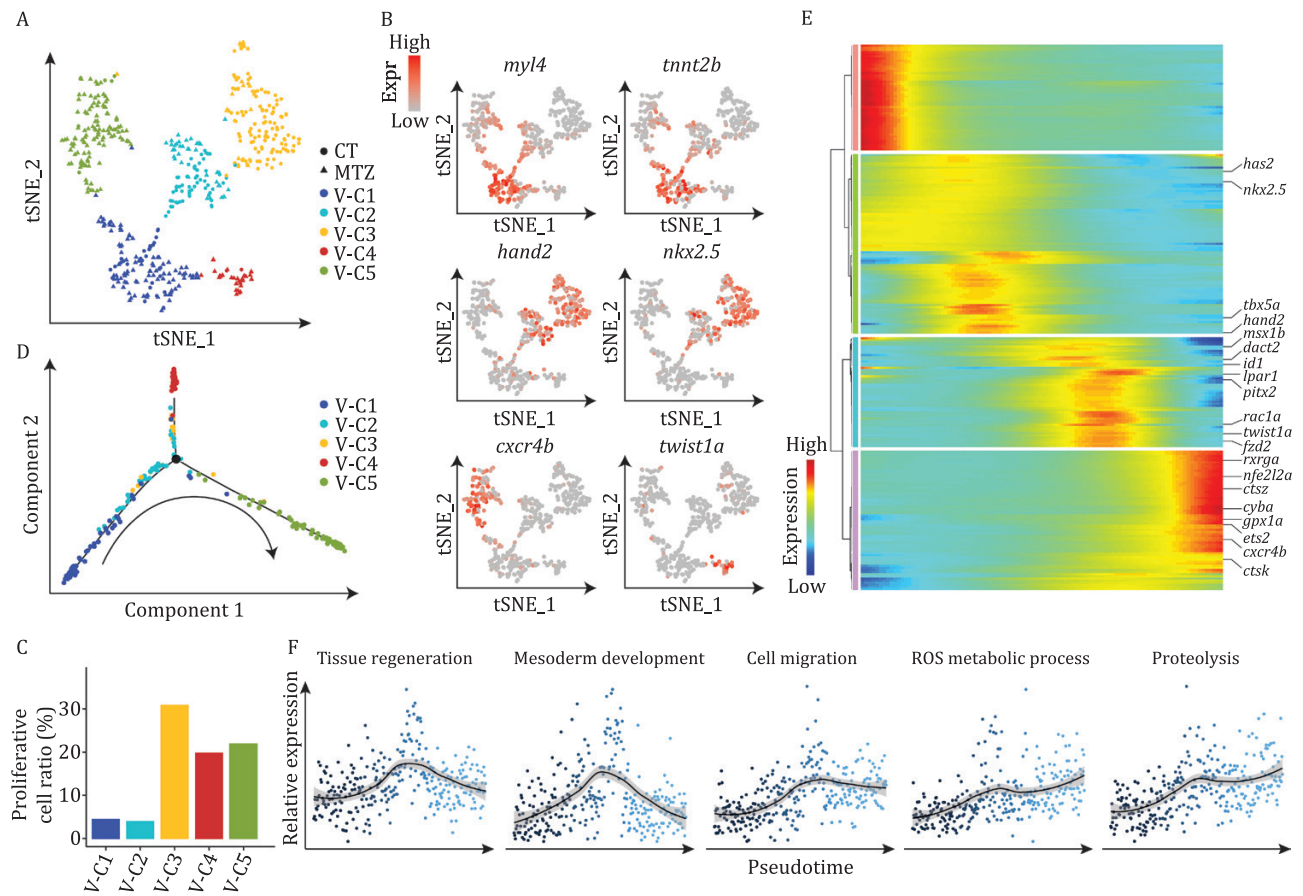 A
tSNE_2
tSNE_1
CT
MTZ
V-C1
V-C2
V-C3
V-C4
V-C5
B
High
Expr
Low
myl4
tnnt2b
tSNE_2
tSNE_2
tSNE_1
tSNE_1
hand2
nkx2.5
tSNE_2
tSNE_2
tSNE_1
tSNE_1
cxcr4b
twist1a
tSNE_2
tSNE_2
tSNE_1
tSNE_1
E
has2
nkx2.5
tbx5a
hand2
msx1b
dact2
id1
lpar1
pitx2
rac1a
twist1a
fzd2
rxrga
nfe2l2a
ctsz
cyba
gpx1a
ets2
cxcr4b
ctsk
High
Expression
Low
D
Component 2
Component 1
V-C1
V-C2
V-C3
V-C4
V-C5
C
Proliferative
cell ratio (%)
30
20
10
0
V-C1
V-C2
V-C3
V-C4
V-C5
F
Tissue regeneration
Mesoderm development
Cell migration
ROS metabolic process
Proteolysis
Relative expression
Pseudotime